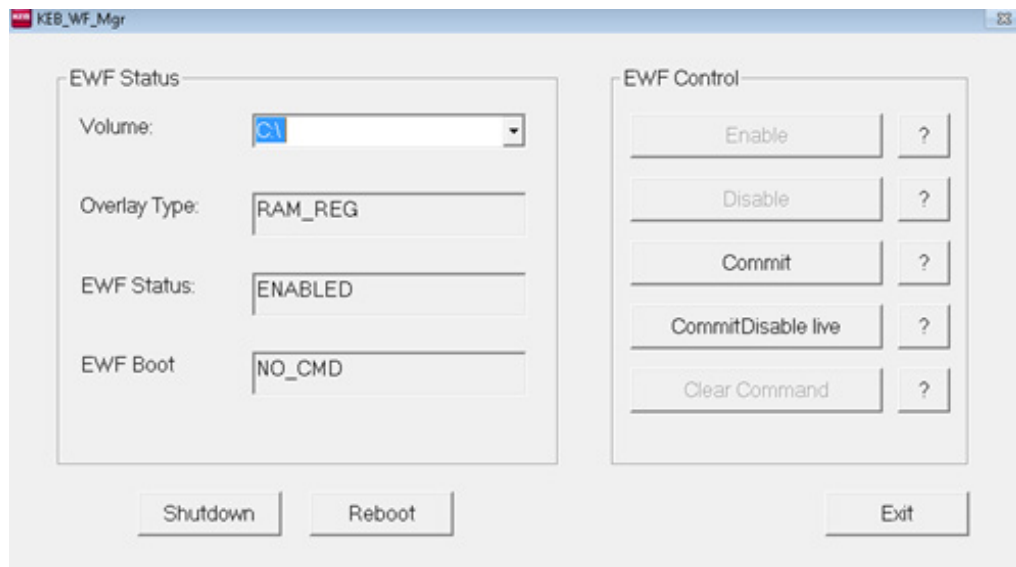 KEB KEB_WF_Mgr
EWF Status
Volume: C:\
Overlay Type: RAM_REG
EWF Status: ENABLED
EWF Boot NO_CMD
EWF Control
Enable ?
Disable ?
Commit ?
CommitDisable live ?
Clear Command ?
Shutdown Reboot Exit